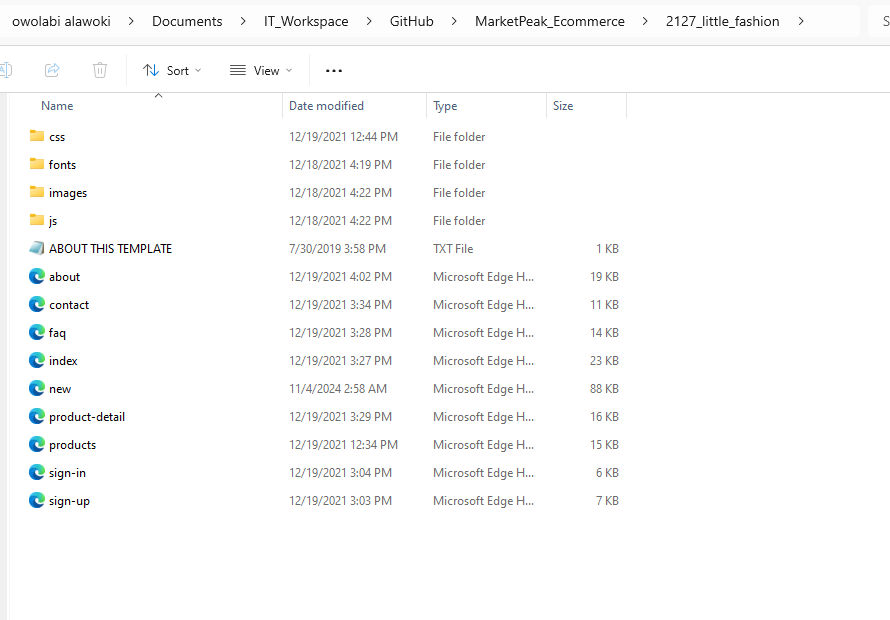 owolabi alawoki > Documents > IT_Workspace > GitHub > MarketPeak_Ecommerce > 2127_little_fashion > S
Sort View ...
Name Date modified Type Size
css 12/19/2021 12:44 PM File folder
fonts 12/18/2021 4:19 PM File folder
images 12/18/2021 4:22 PM File folder
js 12/18/2021 4:22 PM File folder
ABOUT THIS TEMPLATE 7/30/2019 3:58 PM TXT File 1 KB
about 12/19/2021 4:02 PM Microsoft Edge H... 19 KB
contact 12/19/2021 3:34 PM Microsoft Edge H... 11 KB
faq 12/19/2021 3:28 PM Microsoft Edge H... 14 KB
index 12/19/2021 3:27 PM Microsoft Edge H... 23 KB
new 11/4/2024 2:58 AM Microsoft Edge H... 88 KB
product-detail 12/19/2021 3:29 PM Microsoft Edge H... 16 KB
products 12/19/2021 12:34 PM Microsoft Edge H... 15 KB
sign-in 12/19/2021 3:04 PM Microsoft Edge H... 6 KB
sign-up 12/19/2021 3:03 PM Microsoft Edge H... 7 KB